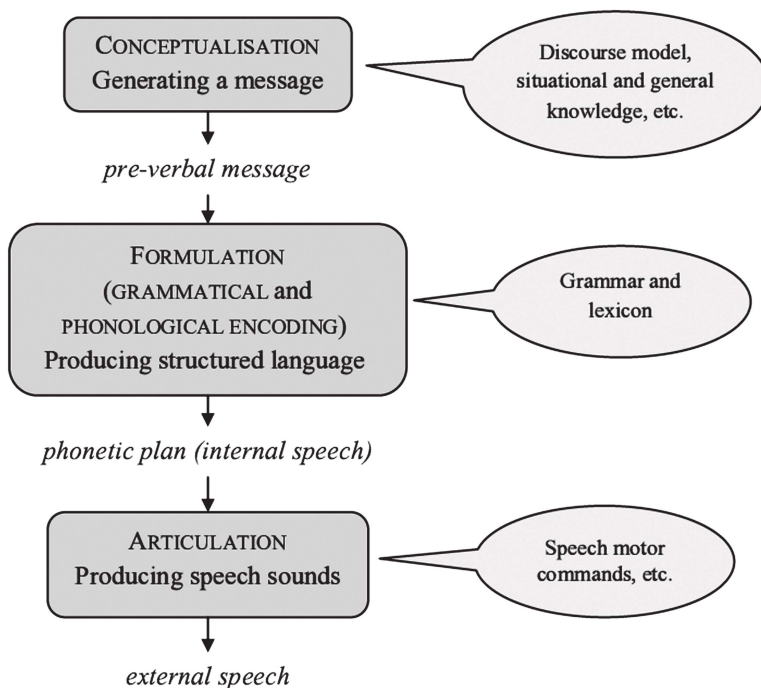 CONCEPTUALISATION
Generating a message
Discourse model,
situational and general
knowledge, etc.
pre-verbal message
FORMULATION
(GRAMMATICAL and
PHONOLOGICAL ENCODING)
Producing structured language
Grammar and
lexicon
phonetic plan (internal speech)
ARTICULATION
Producing speech sounds
Speech motor
commands, etc.
external speech